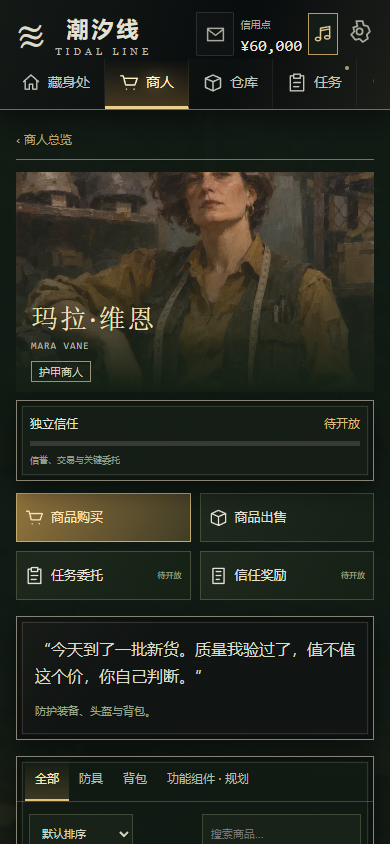 潮汐线
TIDAL LINE
信用点
¥60,000
藏身处
商人
仓库
任务
‹ 商人总览
玛拉·维恩
MARA VANE
护甲商人
独立信任
待开放
信誉、交易与关键委托
商品购买
商品出售
任务委托
待开放
信任奖励
待开放
“今天到了一批新货。质量我验过了，值不值
这个价，你自己判断。”
防护装备、头盔与背包。
全部
防具
背包
功能组件 · 规划
默认排序
搜索商品...